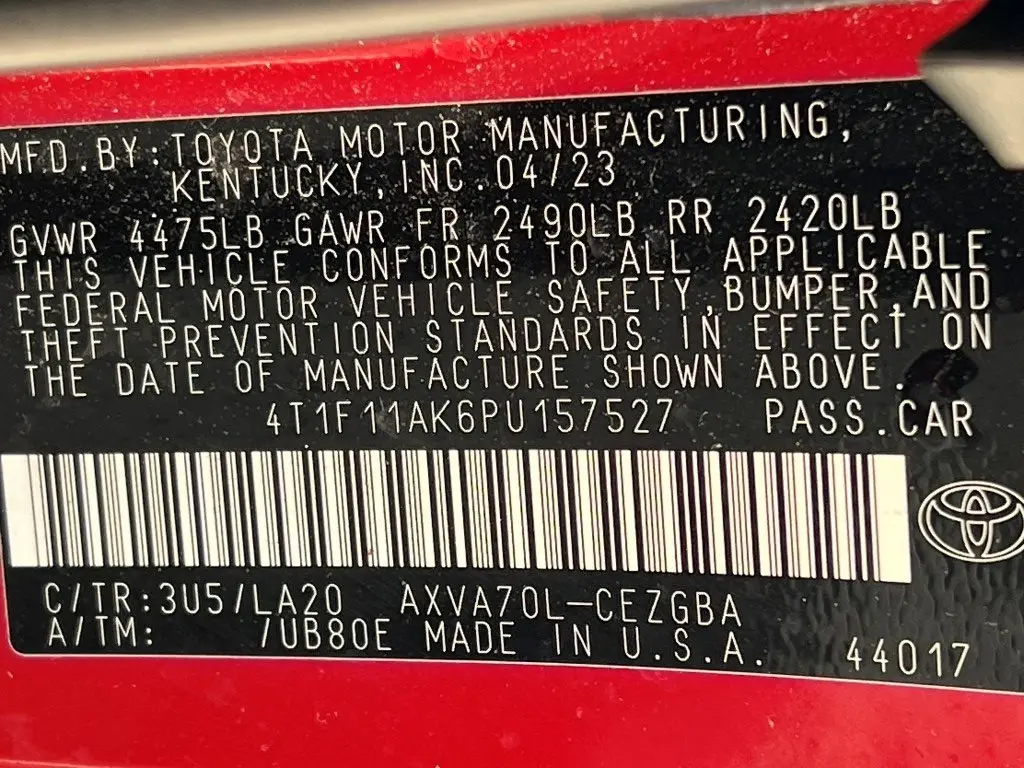 MFD.BY:TOYOTA MOTOR MANUFACTURING,
KENTUCKY,INC.04/23
GVWR 4475LB GAWR FR 2490LB RR 2420LB
THIS VEHICLE CONFORMS TO ALL APPLICABLE
FEDERAL MOTOR VEHICLE SAFETY,BUMPER,AND
THEFT PREVENTION STANDARDS IN EFFECT ON
THE DATE OF MANUFACTURE SHOWN ABOVE.
4T1F11AK6PU157527 PASS.CAR
C/TR:3U5/LA20 AXVA70L-CEZGBA
A/TM: /UB80E MADE IN U.S.A. 44017